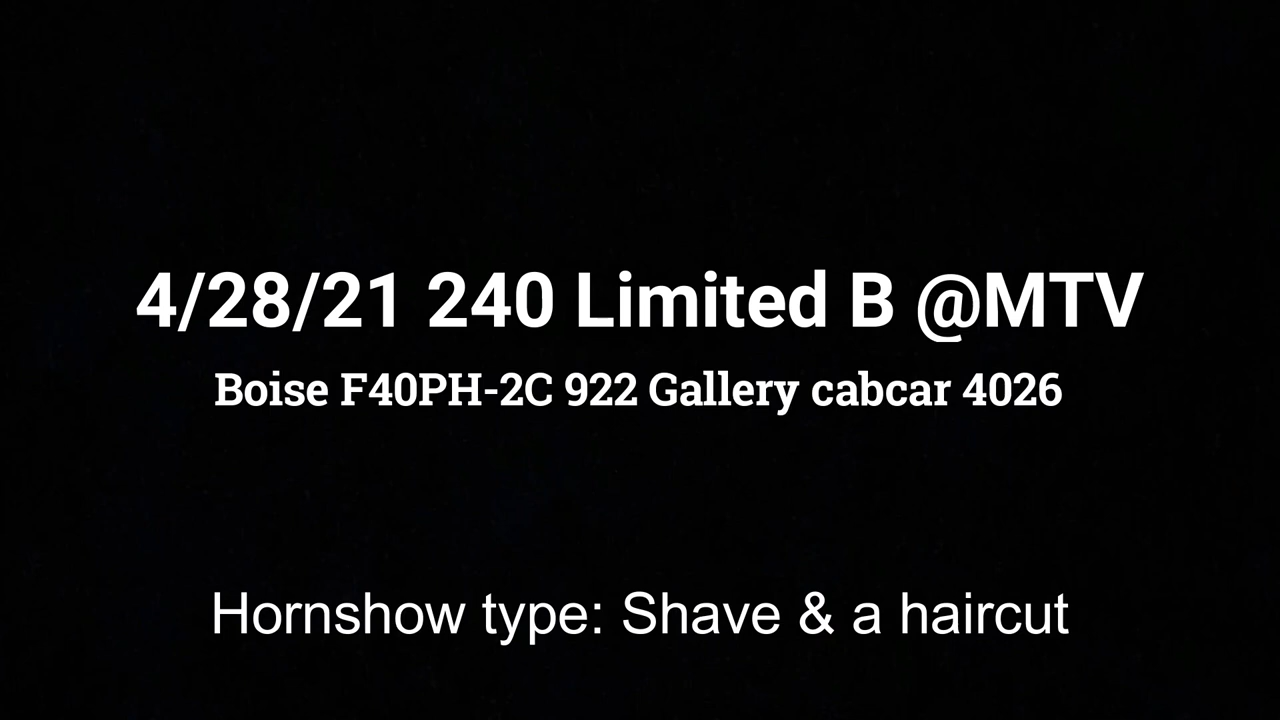 4/28/21 240 Limited B @MTV
Boise F40PH-2C 922 Gallery cabcar 4026
Hornshow type: Shave & a haircut